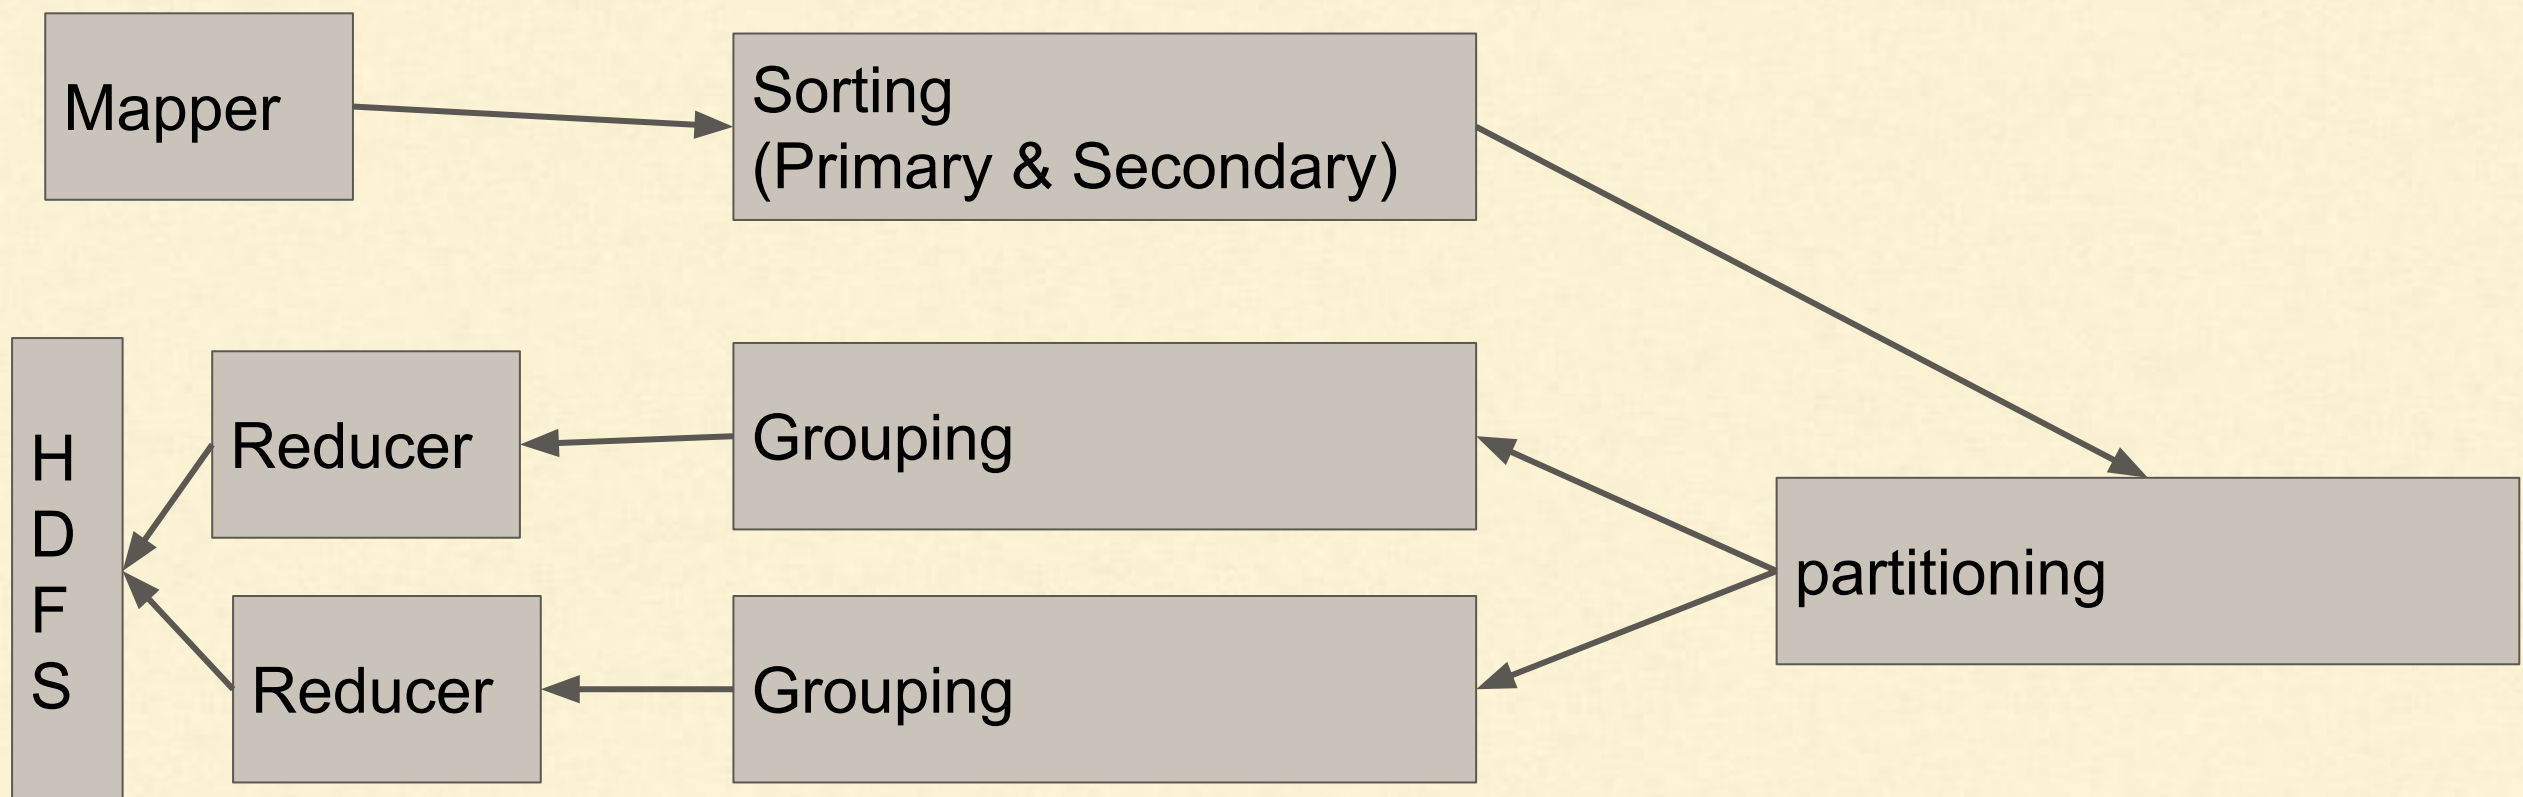 Mapper
Sorting
(Primary & Secondary)
H
D
F
S
Reducer
Grouping
partitioning
Reducer
Grouping